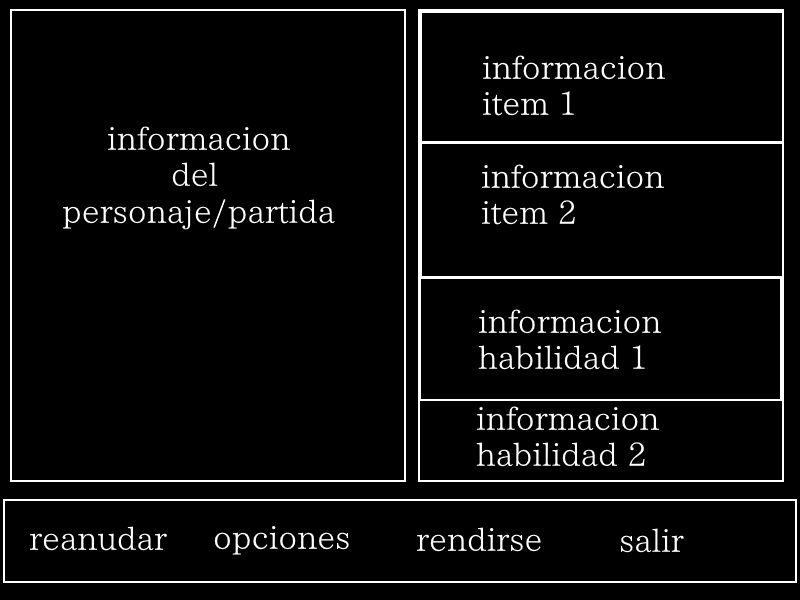 informacion
del
personaje/partida
informacion
item 1
informacion
item 2
informacion
habilidad 1
informacion
habilidad 2
reanudar opciones rendirse salir